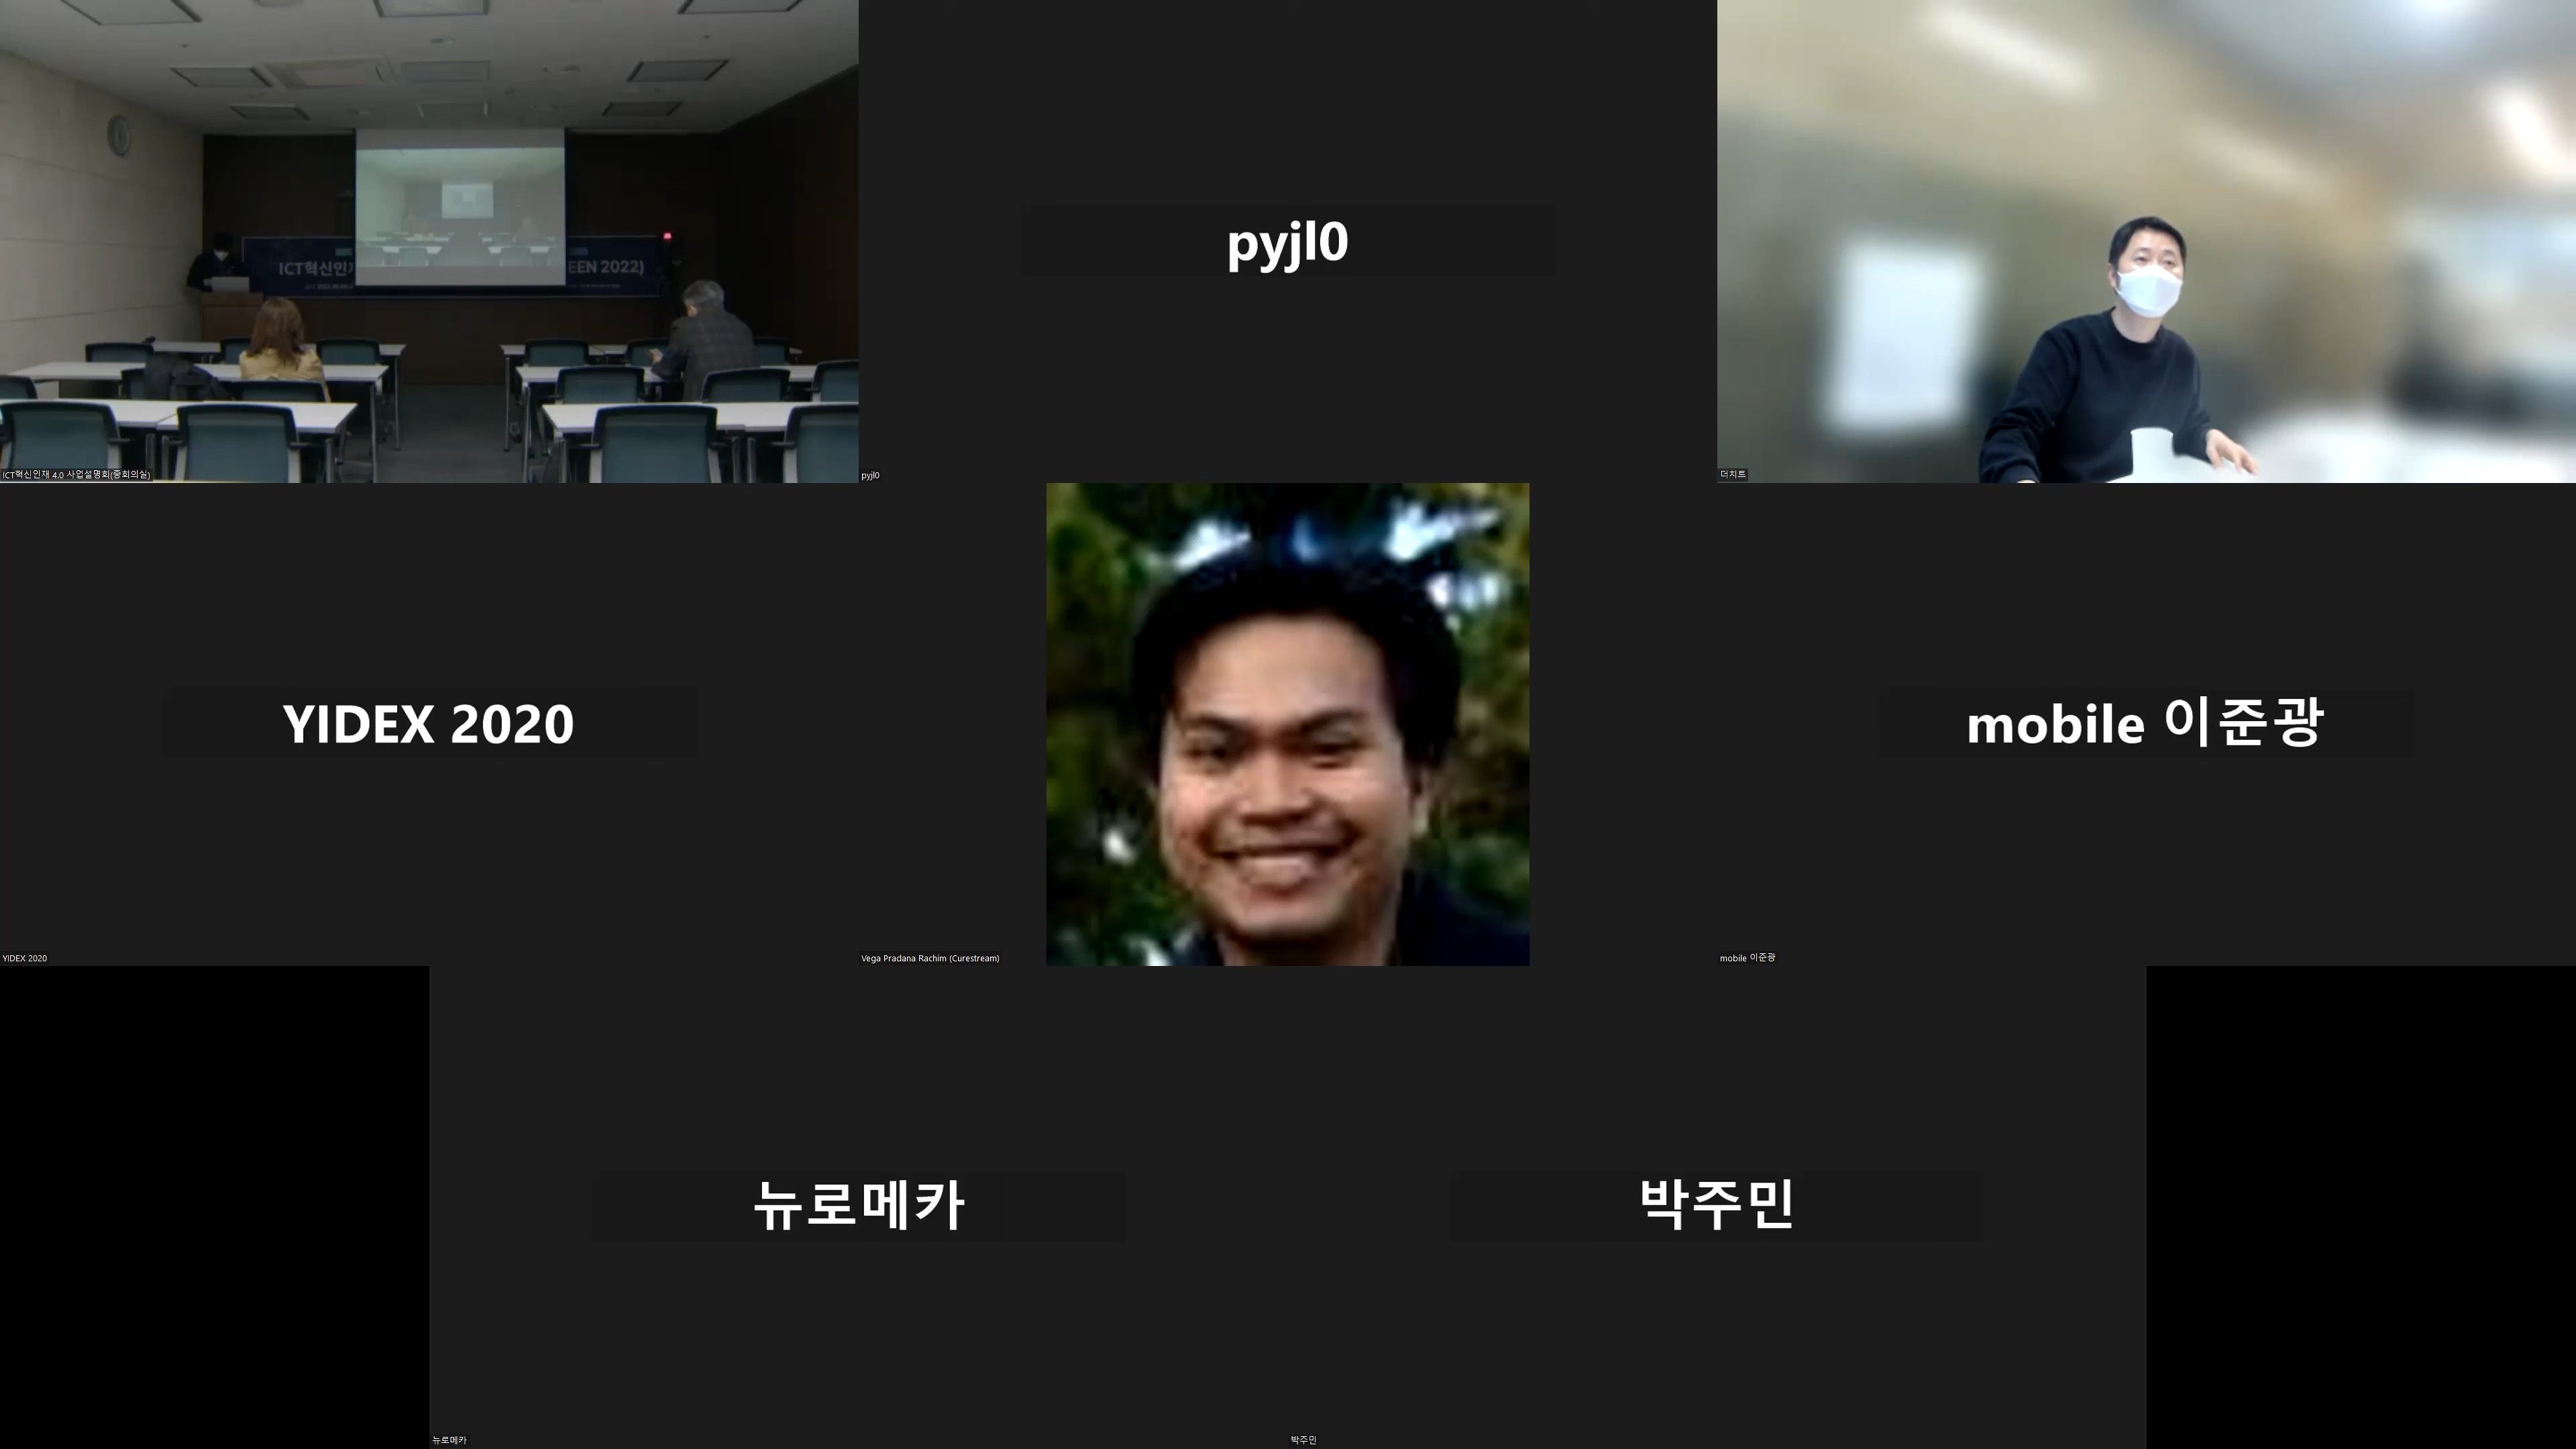 ICT혁신인재
EEN 2022)
ICT혁신인재 4.0 사업설명회(중회의실)
pyjl0
pyjl0
더치트
YIDEX 2020
YIDEX 2020
Vega Pradana Rachim (Curestream)
mobile 이준광
mobile 이준광
뉴로메카
뉴로메카
박주민
박주민